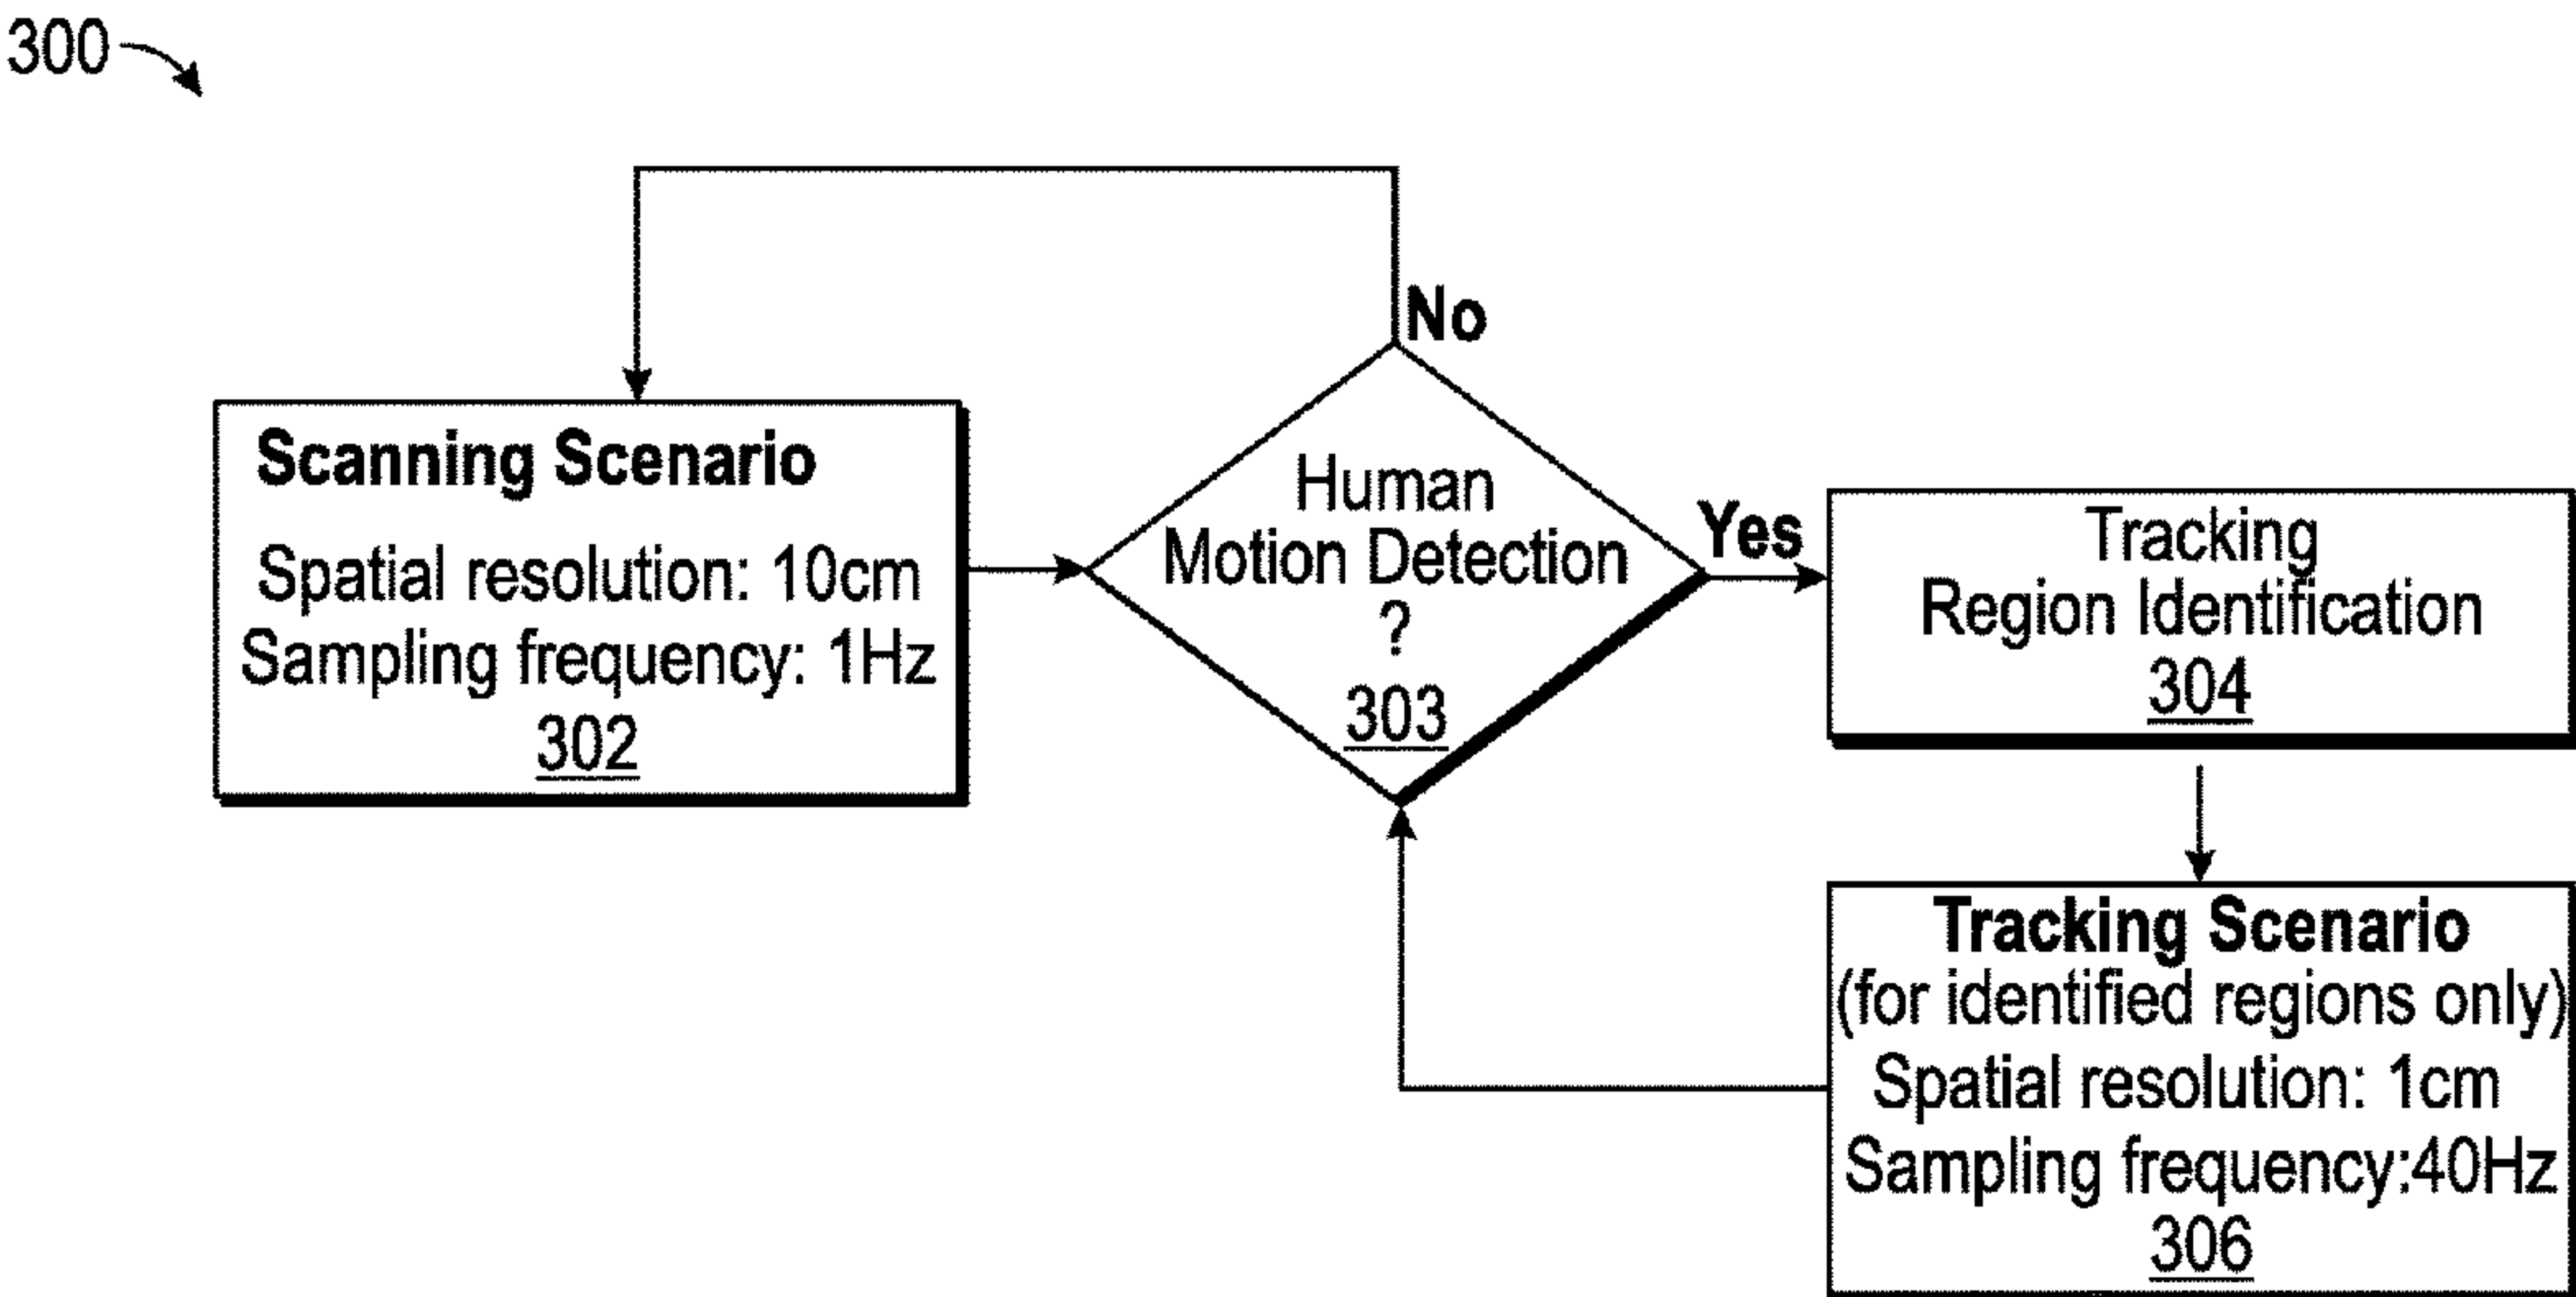 300
No
Scanning Scenario
Spatial resolution: 10cm
Sampling frequency: 1Hz
302
Human
Motion Detection
?
303
Yes
Tracking
Region Identification
304
Tracking Scenario
(for identified regions only)
Spatial resolution: 1cm
Sampling frequency:40Hz
306